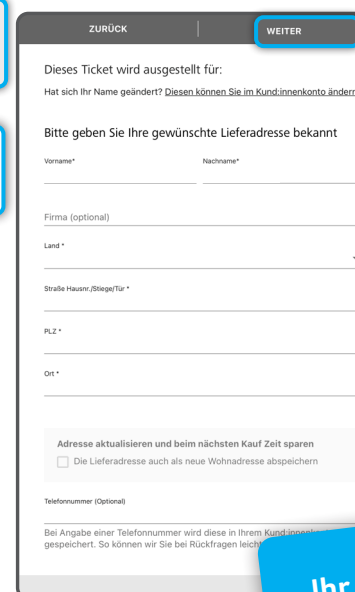 ZURÜCK WEITER
Dieses Ticket wird ausgestellt für:
Hat sich Ihr Name geändert? Diesen können Sie im Kund:innenkonto ändern
Bitte geben Sie Ihre gewünschte Lieferadresse bekannt
Vorname* Nachname*
Firma (optional)
Land *
Straße Hausnr./Stiege/Tür *
PLZ *
Ort *
Adresse aktualisieren und beim nächsten Kauf Zeit sparen
Die Lieferadresse auch als neue Wohnadresse abspeichern
Telefonnummer (Optional)
Bei Angabe einer Telefonnummer wird diese in Ihrem
gespeichert. So können wir Sie bei Rückfragen
Ihr